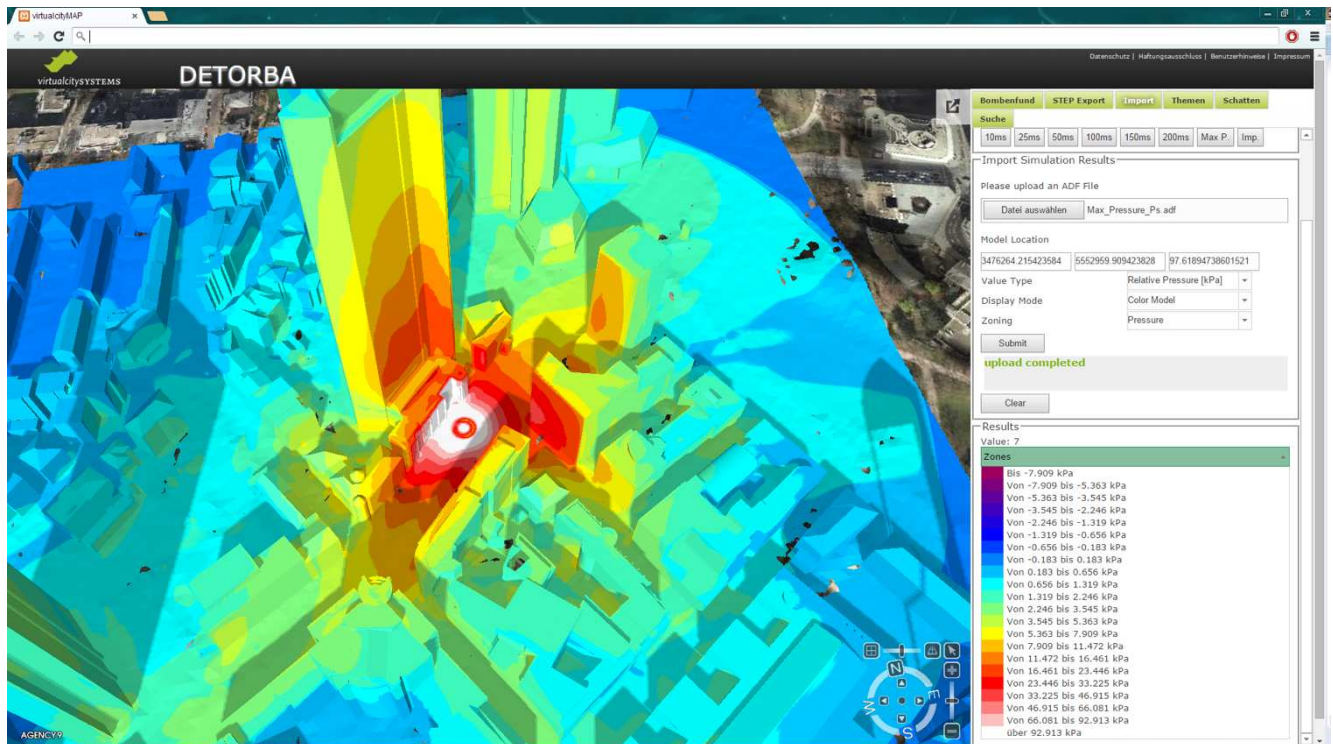 virtualcityMAP
virtualcitySYSTEMS
DETORBA
Datenschutz | Haftungsausschluss | Benutzerhinweise | Impressum
Bombenfund STEP Export Import Themen Schatten
Suche
10ms 25ms 50ms 100ms 150ms 200ms Max P. Imp.
Import Simulation Results
Please upload an ADF File
Datei auswählen Max_Pressure_Ps.adf
Model Location
3476264.215423584 5552959.909423828 97.61894738601521
Value Type Relative Pressure [kPa]
Display Mode Color Model
Zoning Pressure
Submit
upload completed
Clear
Results
Value: 7
Zones
Bis -7.909 kPa
Von -7.909 bis -5.363 kPa
Von -5.363 bis -3.545 kPa
Von -3.545 bis -2.246 kPa
Von -2.246 bis -1.319 kPa
Von -1.319 bis -0.656 kPa
Von -0.656 bis -0.183 kPa
Von -0.183 bis 0.183 kPa
Von 0.183 bis 0.656 kPa
Von 0.656 bis 1.319 kPa
Von 1.319 bis 2.246 kPa
Von 2.246 bis 3.545 kPa
Von 3.545 bis 5.363 kPa
Von 5.363 bis 7.909 kPa
Von 7.909 bis 11.472 kPa
Von 11.472 bis 16.461 kPa
Von 16.461 bis 23.446 kPa
Von 23.446 bis 33.225 kPa
Von 33.225 bis 46.915 kPa
Von 46.915 bis 66.081 kPa
Von 66.081 bis 92.913 kPa
über 92.913 kPa
N
E
W
S
AGENCY9